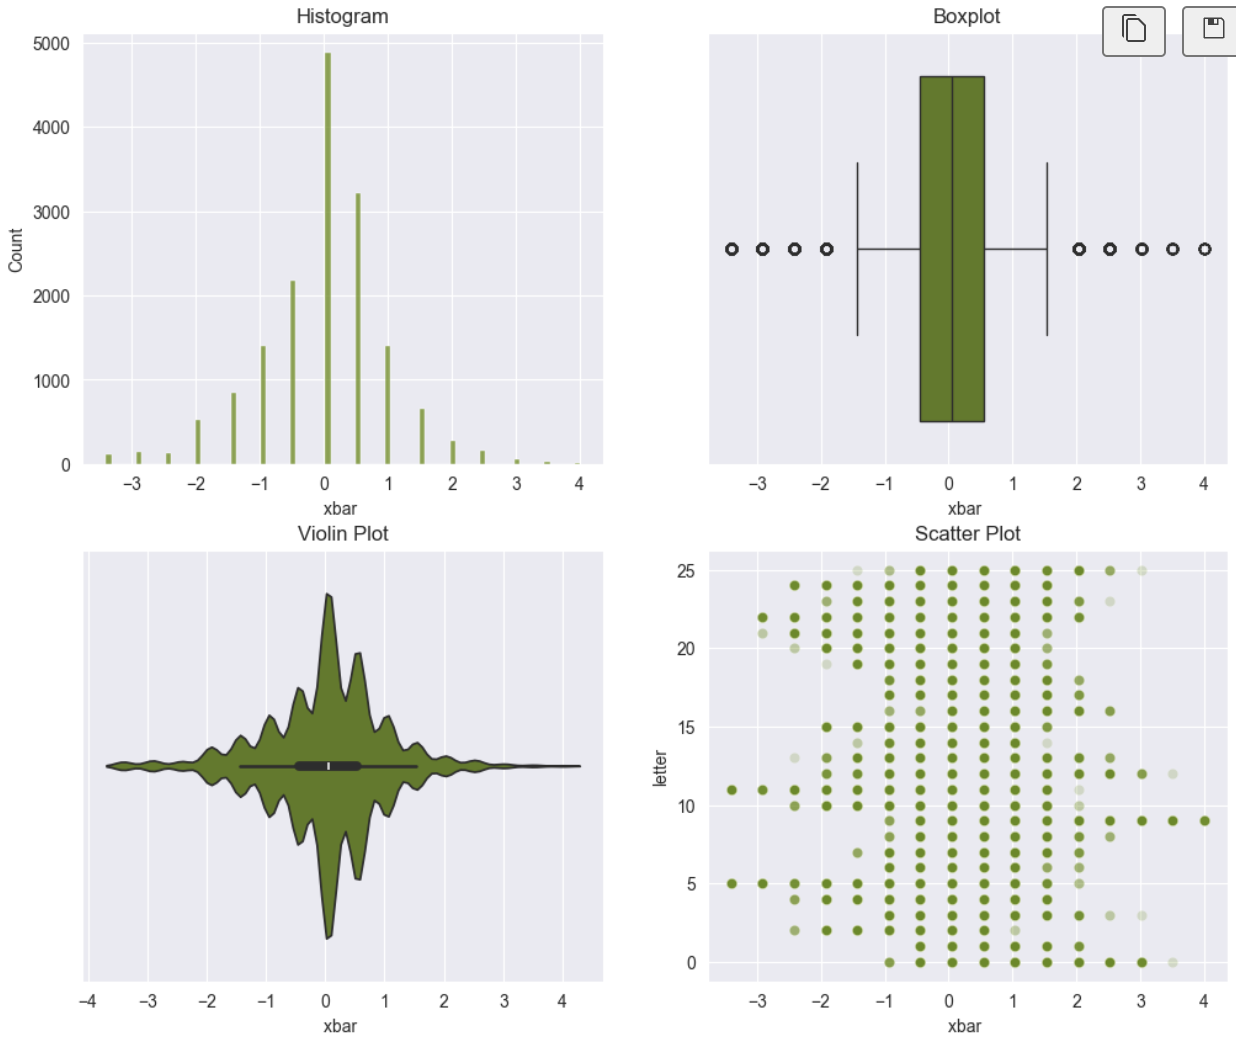 Histogram
5000
4000
3000
2000
1000
0
Count
−3 −2 −1 0 1 2 3 4
xbar
Boxplot
−3 −2 −1 0 1 2 3 4
xbar
Violin Plot
−4 −3 −2 −1 0 1 2 3 4
xbar
Scatter Plot
25
20
15
10
5
0
letter
−3 −2 −1 0 1 2 3 4
xbar